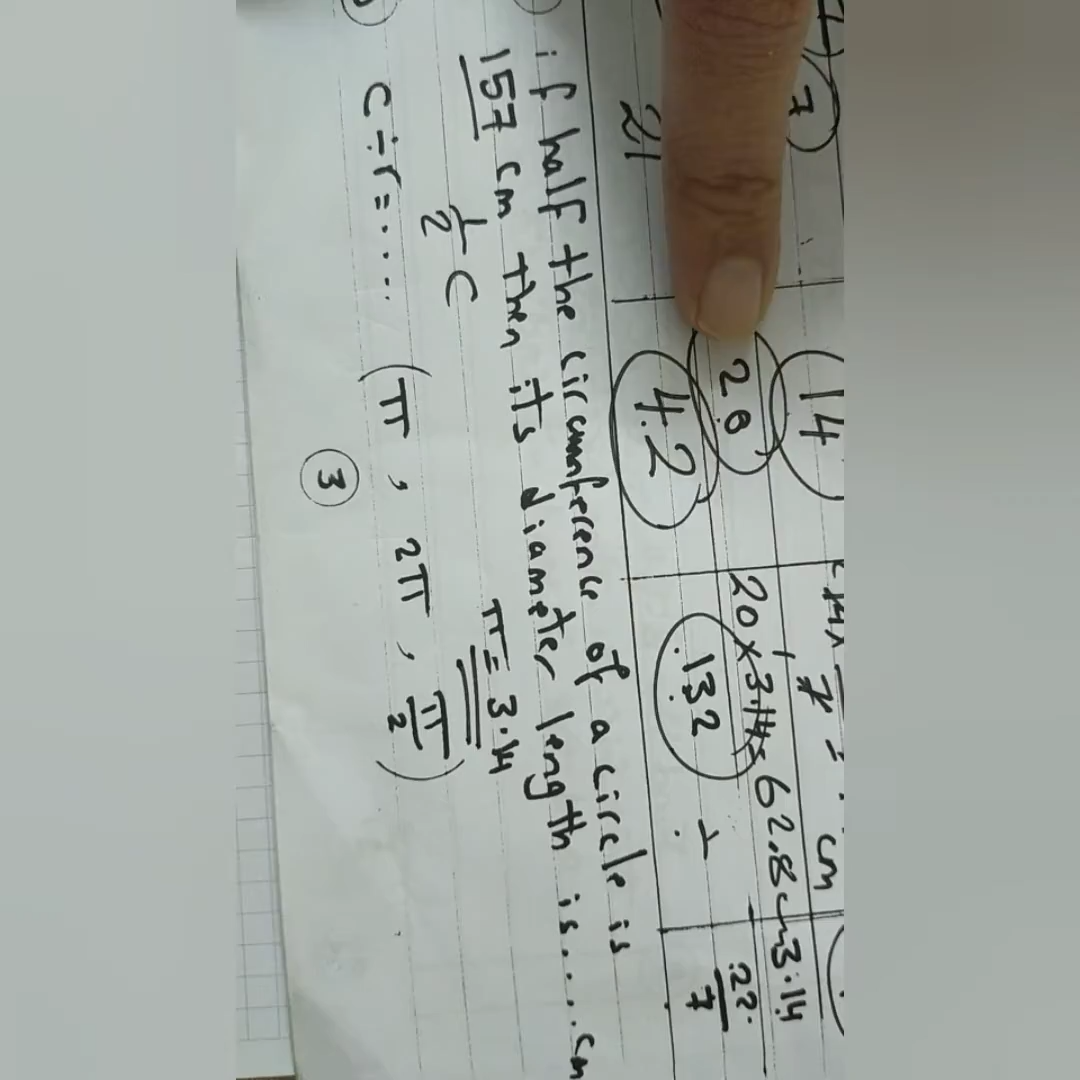 7
14
7 = cm
20
20 x 3.14 = 62.8 cm 3.14
21
4.2
132
22
7
if half the circumference of a circle is
157 cm then its diameter length is .... cm
1/2 C
π = 3.14
C ÷ r = .... (π , 2π , π/2)
3